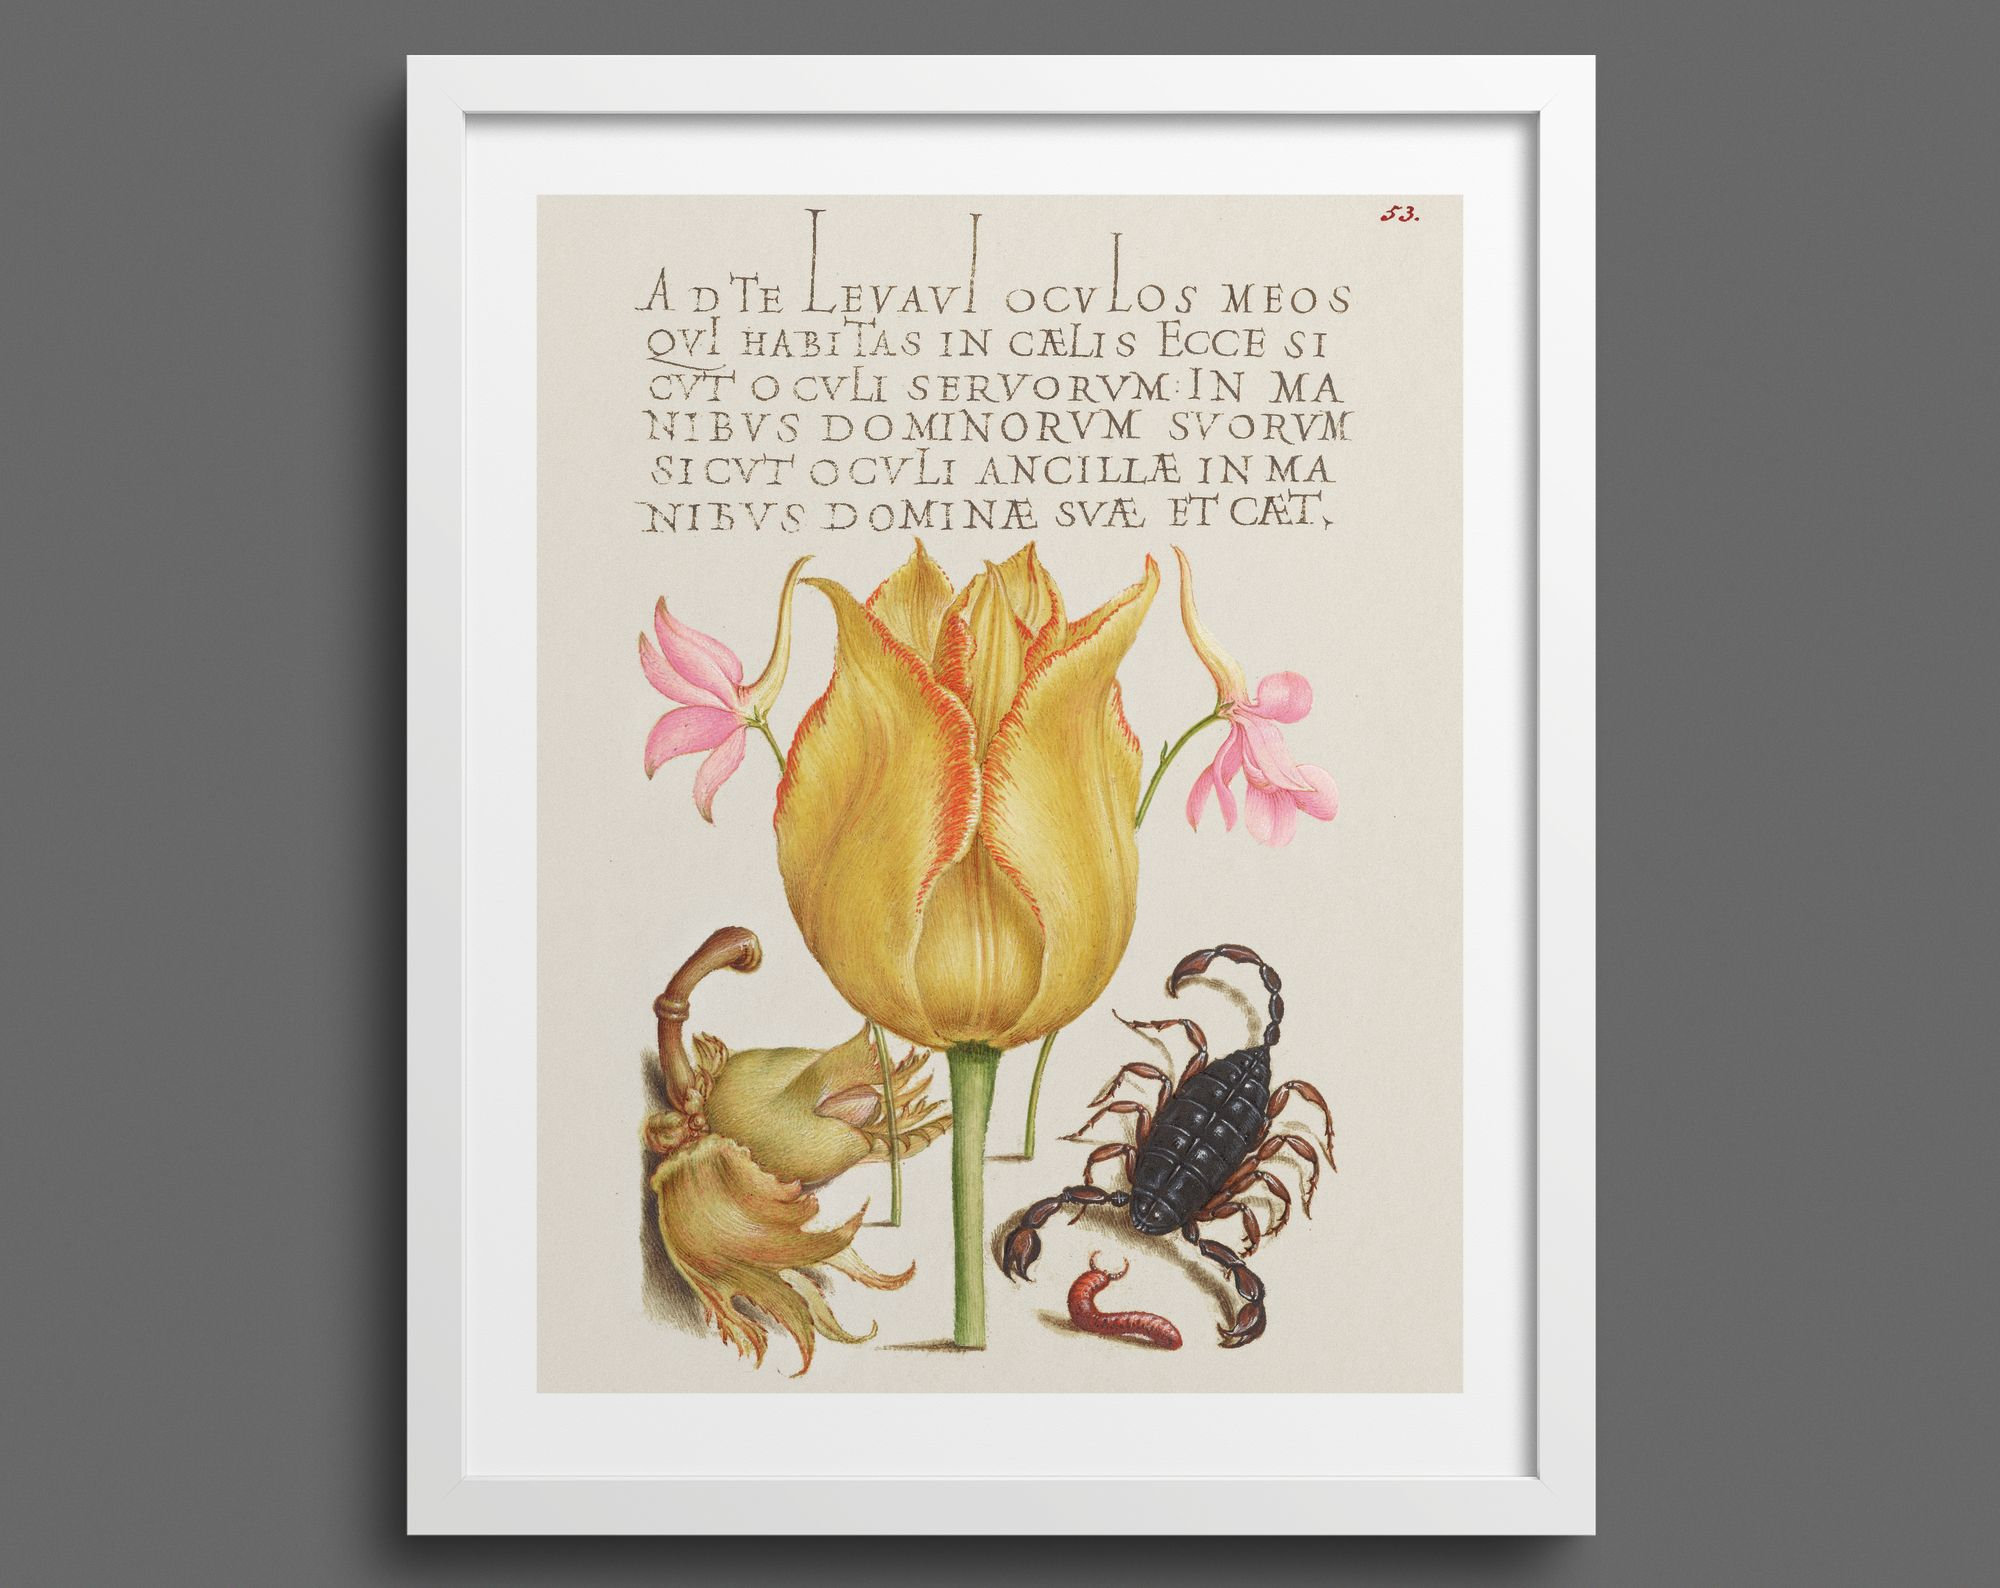 53.
AD TE LEVAVI OCVLOS MEOS
QVI HABITAS IN CÆLIS ECCE SI
CVT OCVLI SERVORVM: IN MA
NIBVS DOMINORVM SVORVM
SICVT OCVLI ANCILLÆ IN MA
NIBVS DOMINÆ SVÆ ET CÆT,